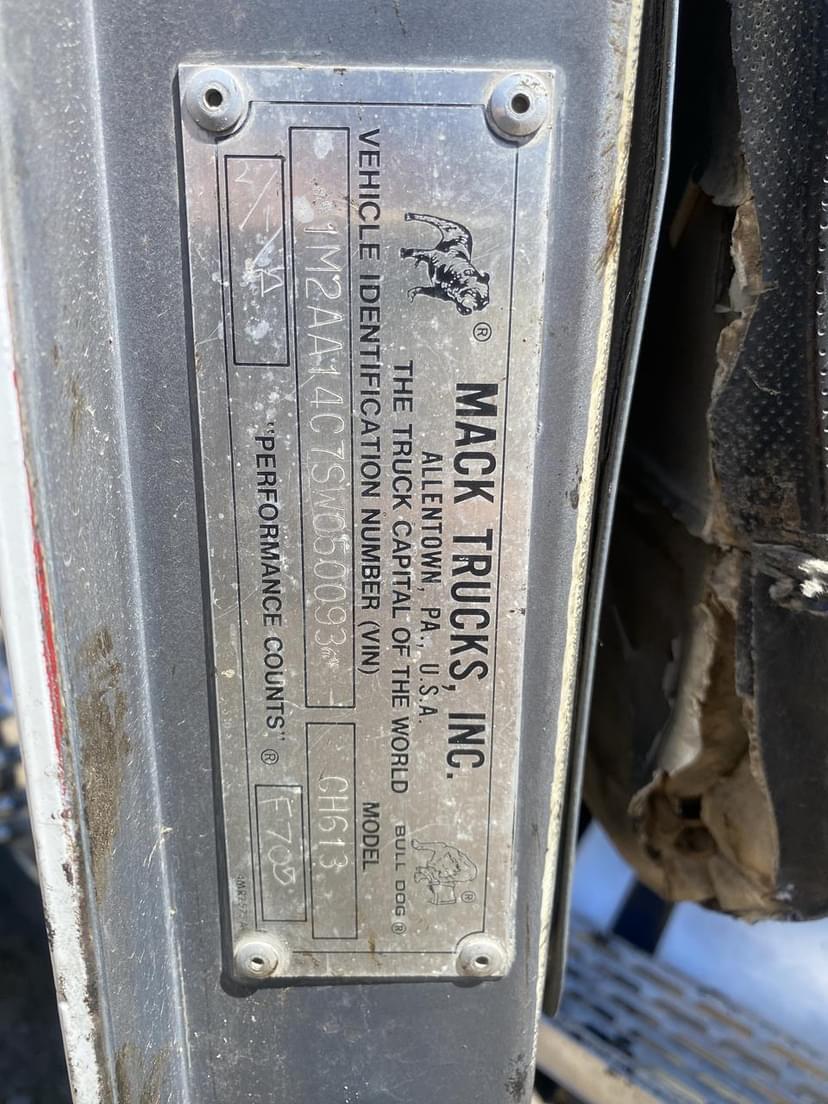 MACK TRUCKS, INC.
ALLENTOWN, PA., U.S.A.
THE TRUCK CAPITAL OF THE WORLD
BULL DOG ®
®
®
VEHICLE IDENTIFICATION NUMBER (VIN)
MODEL
1M2AA14C7SW050093
CH613
"PERFORMANCE COUNTS" ®